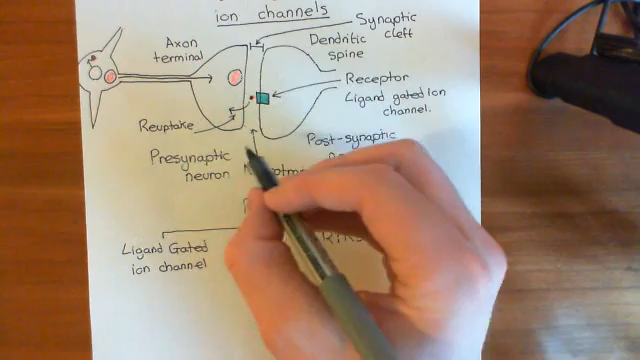 ion channels
Synaptic
cleft
Axon
terminal
Dendritic
spine
Receptor
Ligand gated Ion
channel.
Reuptake
Post-synaptic
Presynaptic
neuron
Ligand Gated
ion channel